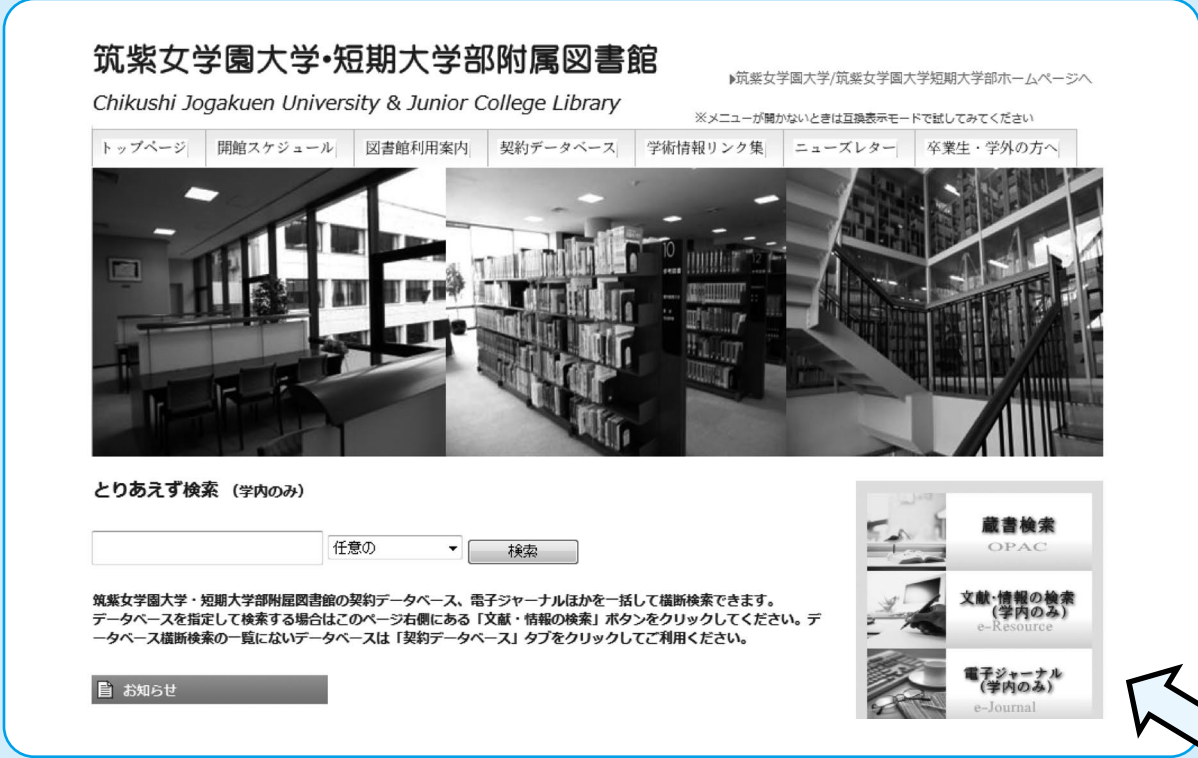 筑紫女学園大学・短期大学部附属図書館
▶筑紫女学園大学/筑紫女学園大学短期大学部ホームページへ
Chikushi Jogakuen University & Junior College Library
※メニューが開かないときは互換表示モードで試してみてください
トップページ 開館スケジュール 図書館利用案内 契約データベース 学術情報リンク集 ニューズレター 卒業生・学外の方へ
10
12
とりあえず検索 (学内のみ)
任意の 検索
筑紫女学園大学・短期大学部附属図書館の契約データベース、電子ジャーナルほかを一括して横断検索できます。
データベースを指定して検索する場合はこのページ右側にある「文献・情報の検索」ボタンをクリックしてください。デ
ータベース横断検索の一覧にないデータベースは「契約データベース」タブをクリックしてご利用ください。
お知らせ
蔵書検索
OPAC
文献・情報の検索
(学内のみ)
e-Resource
電子ジャーナル
(学内のみ)
e-Journal